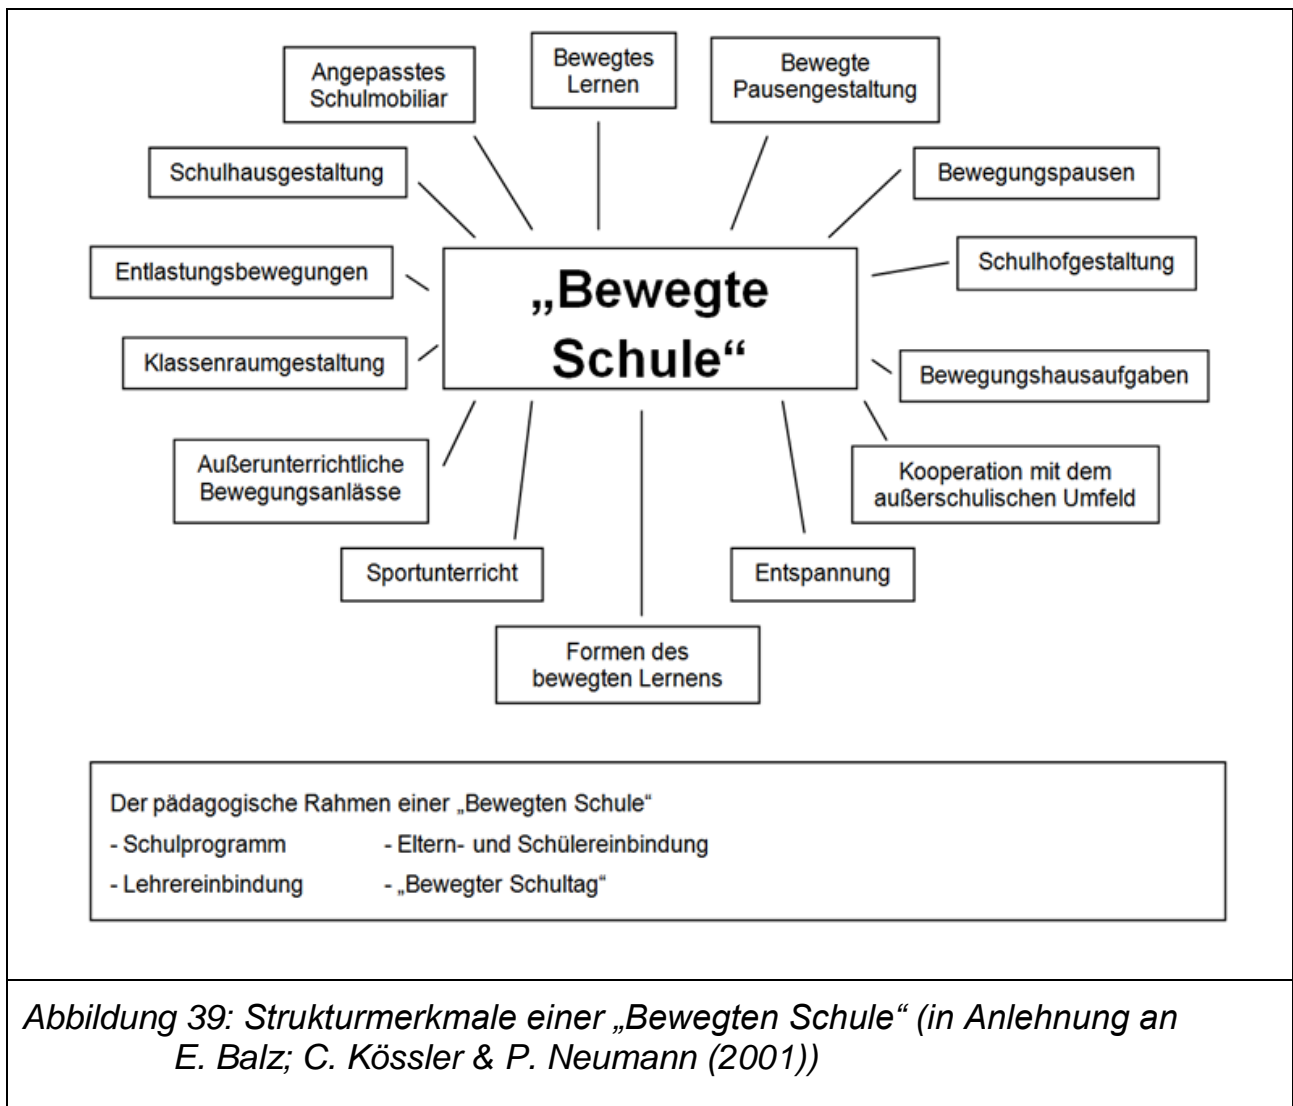 Angepasstes
Schulmobiliar
Bewegtes
Lernen
Bewegte
Pausengestaltung
Schulhausgestaltung
Bewegungspausen
Entlastungsbewegungen
„Bewegte
Schule“
Schulhofgestaltung
Klassenraumgestaltung
Bewegungshausaufgaben
Außerunterrichtliche
Bewegungsanlässe
Kooperation mit dem
außerschulischen Umfeld
Sportunterricht
Entspannung
Formen des
bewegten Lernens
Der pädagogische Rahmen einer „Bewegten Schule“
- Schulprogramm - Eltern- und Schülereinbindung
- Lehrereinbindung - „Bewegter Schultag“
Abbildung 39: Strukturmerkmale einer „Bewegten Schule“ (in Anlehnung an
E. Balz; C. Kössler & P. Neumann (2001))